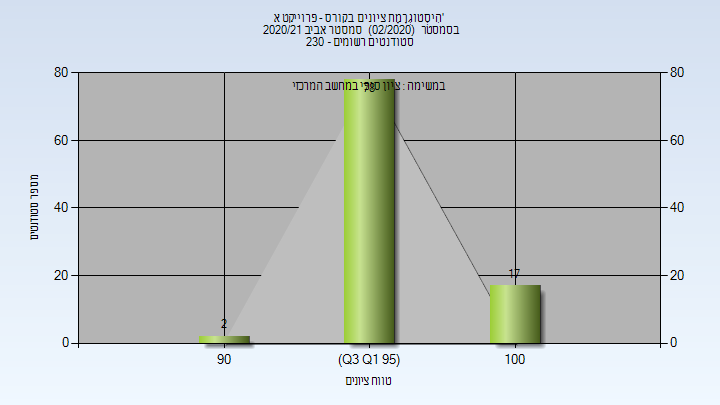 היסטוגרמת ציונים בקורס - פרוייקט א'
בסמסטר (02/2020) סמסטר אביב 2020/21
סטודנטים רשומים - 230
במשימה : ציון סופי במחשב המרכזי
מספר סטודנטים
80
60
40
20
0
80
60
40
20
0
2
78
17
90
(Q3 Q1 95)
100
טווח ציונים